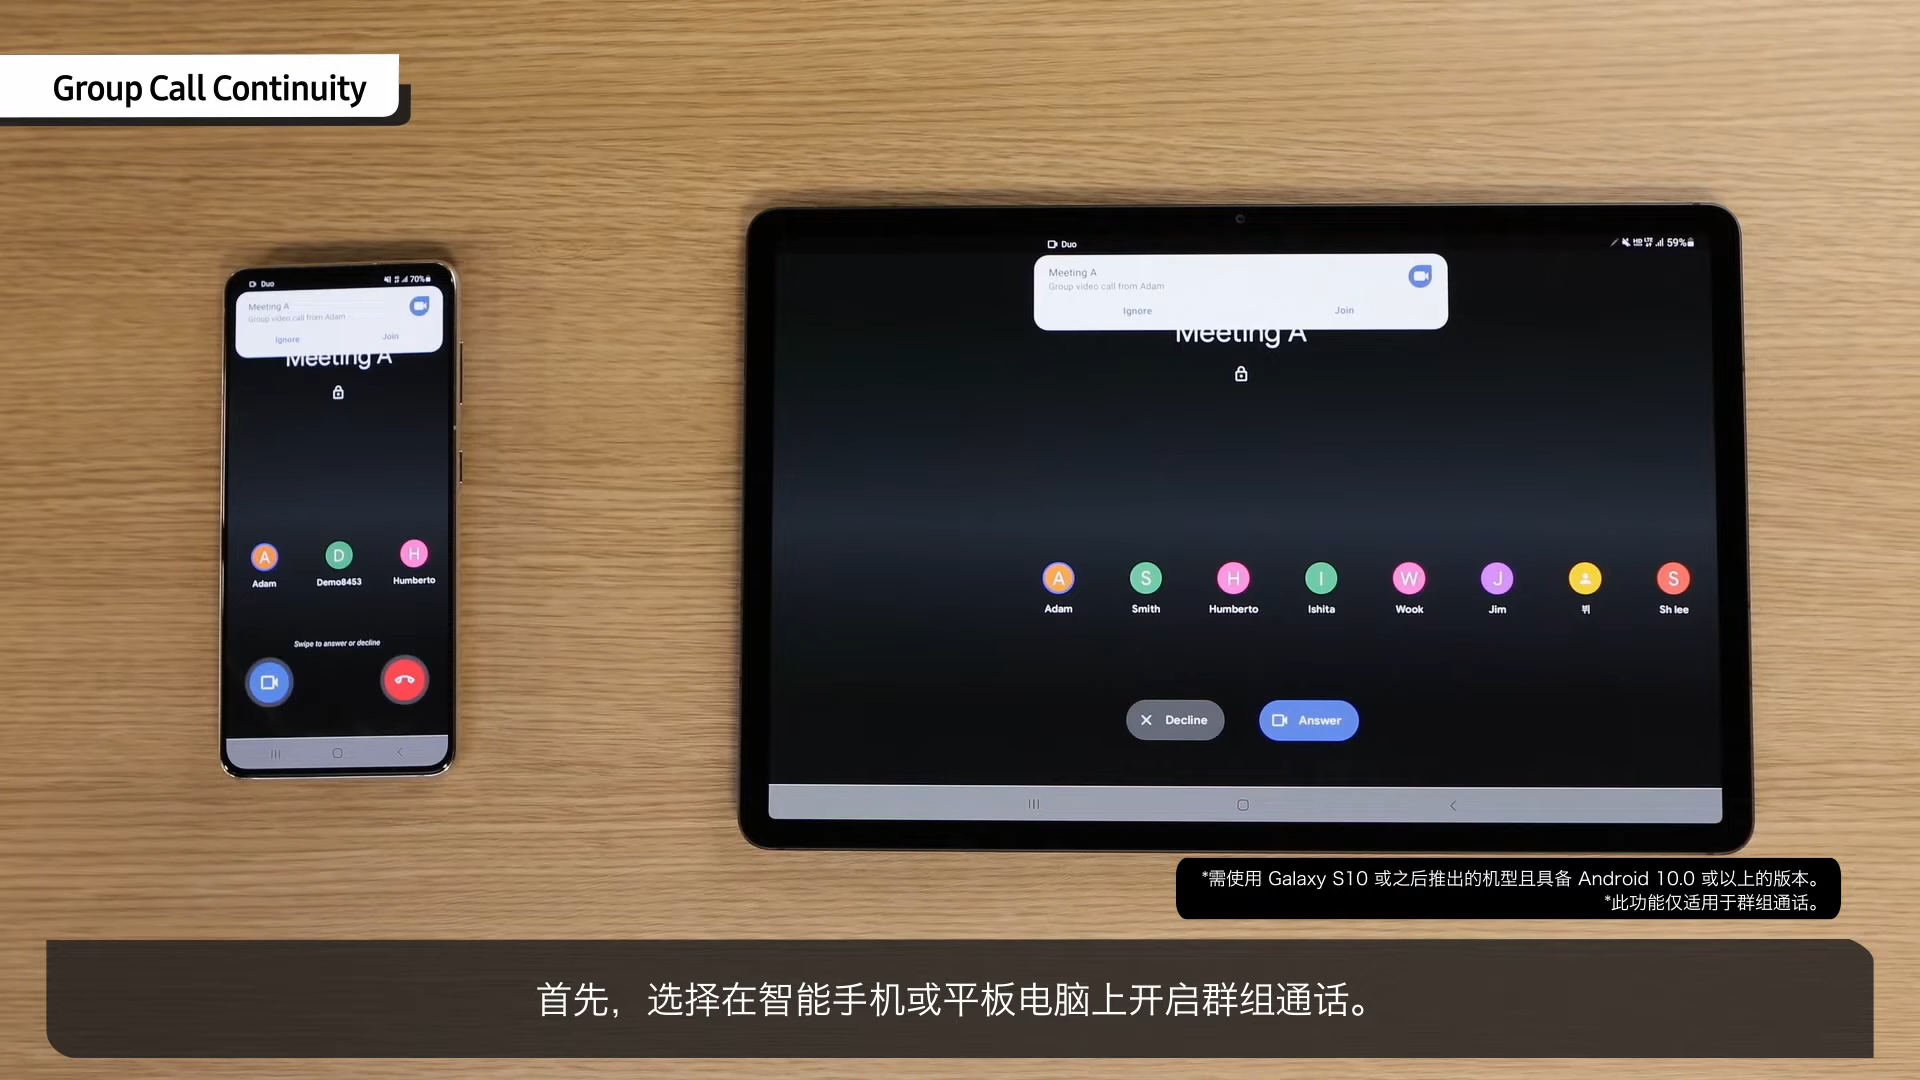 Group Call Continuity
Duo
70%
Meeting A
Group video call from Adam
Ignore
Join
Meeting A
A
D
H
Adam
Demo8453
Humberto
Swipe to answer or decline
Duo
59%
Meeting A
Group video call from Adam
Ignore
Join
Meeting A
A
S
H
I
W
J
S
Adam
Smith
Humberto
Ishita
Wook
Jim
Sh lee
Decline
Answer
*需使用 Galaxy S10 或之后推出的机型且具备 Android 10.0 或以上的版本。
*此功能仅适用于群组通话。
首先，选择在智能手机或平板电脑上开启群组通话。